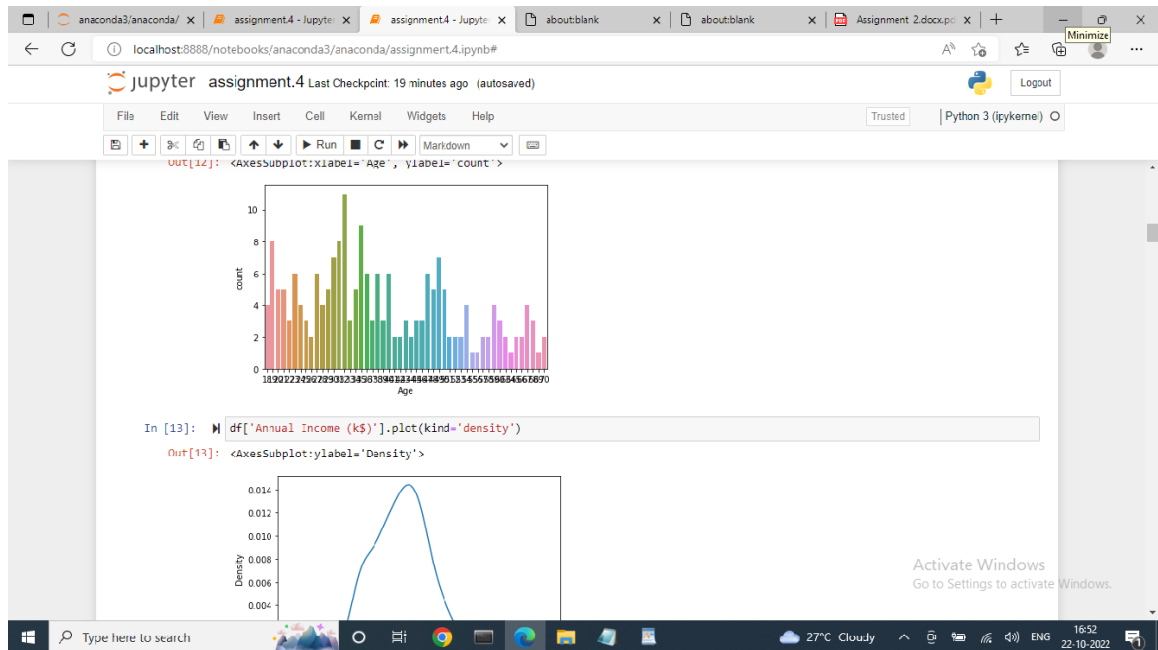 anaconda3/anaconda/
assignment.4 - Jupyte
assignment.4 - Jupyte
about:blank
about:blank
Assignment 2.docx.pd
Minimize
localhost:8888/notebooks/anaconda3/anaconda/assignment.4.ipynb#
jupyter assignment.4 Last Checkpoint: 19 minutes ago (autosaved)
Logout
File Edit View Insert Cell Kernel Widgets Help
Trusted
Python 3 (ipykernel)
Run
Markdown
Out[12]: <AxesSubplot:xlabel='Age', ylabel='count'>
10
8
6
4
2
0
count
Age
In [13]: df['Annual Income (k$)'].plot(kind='density')
Out[13]: <AxesSubplot:ylabel='Density'>
0.014
0.012
0.010
0.008
0.006
0.004
Density
Activate Windows
Go to Settings to activate Windows.
Type here to search
27°C Cloudy
ENG
16:52
22-10-2022
1